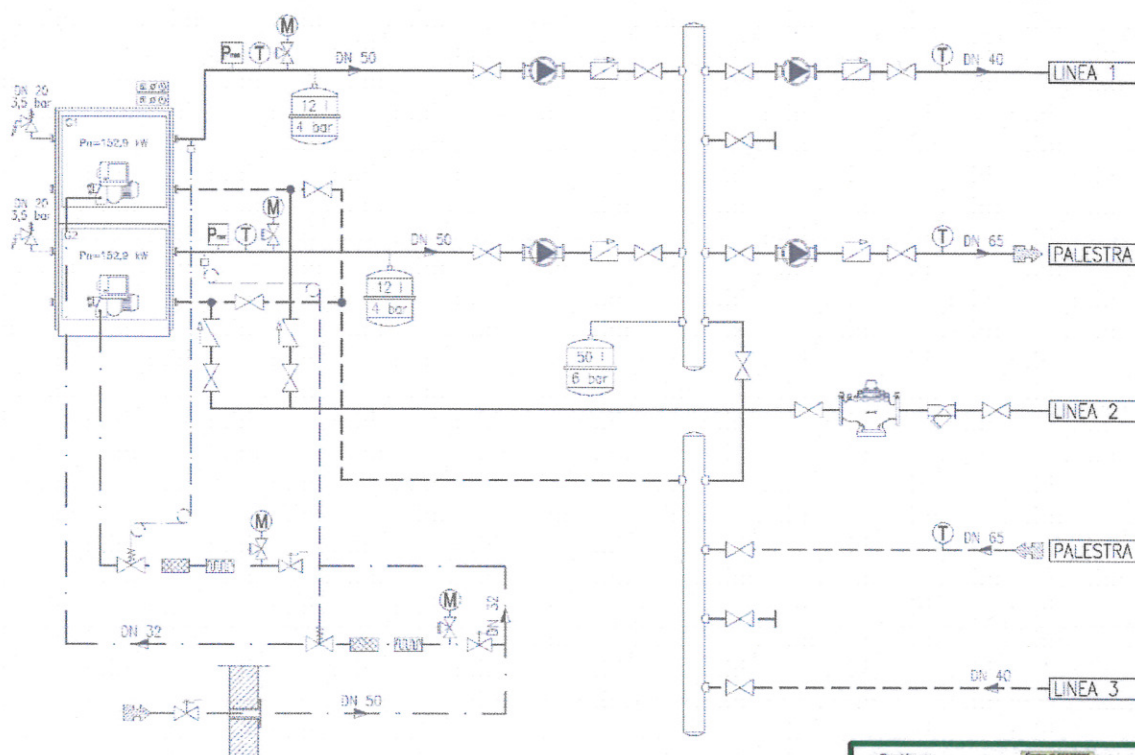 M
P T
DN 50
T
DN 40
LINEA 1
DN 20
3,5 bar
12 l
4 bar
G1
Pn=152,9 kW
DN 20
3,5 bar
M
P T
DN 50
T
DN 65
PALESTRA
G2
Pn=152,9 kW
12 l
4 bar
50 l
6 bar
LINEA 2
M
T
DN 65
PALESTRA
M
DN 32
DN 32
DN 40
LINEA 3
DN 50